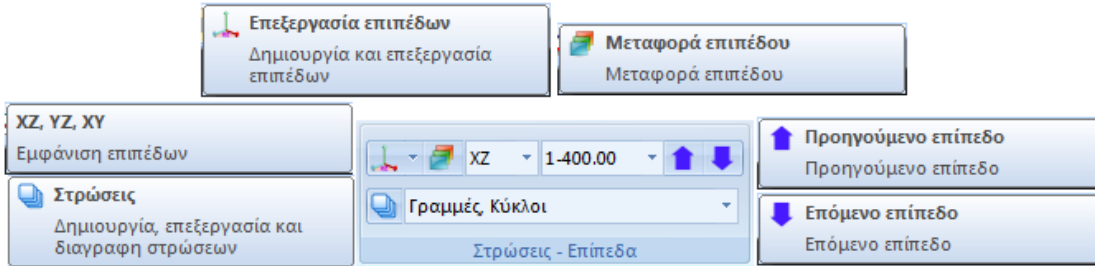 Επεξεργασία επιπέδων
Δημιουργία και επεξεργασία
επιπέδων
Μεταφορά επιπέδου
Μεταφορά επιπέδου
XZ, YZ, XY
Εμφάνιση επιπέδων
Στρώσεις
Δημιουργία, επεξεργασία και
διαγραφη στρώσεων
XZ 1-400.00
Γραμμές, Κύκλοι
Στρώσεις - Επίπεδα
Προηγούμενο επίπεδο
Προηγούμενο επίπεδο
Επόμενο επίπεδο
Επόμενο επίπεδο